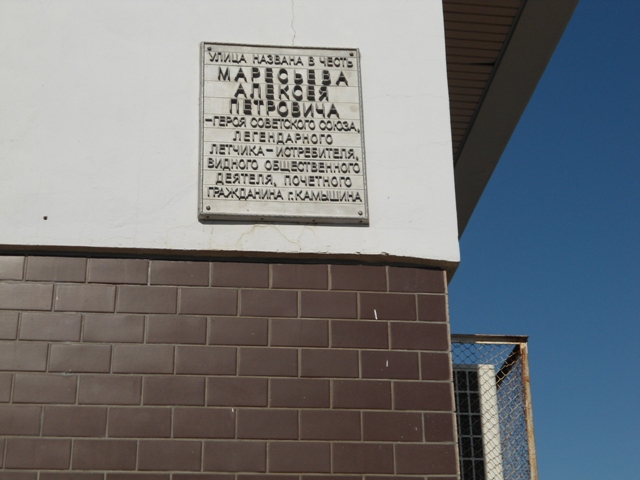 УЛИЦА НАЗВАНА В ЧЕСТЬ
МАРЕСЬЕВА
АЛЕКСЕЯ
ПЕТРОВИЧА
–ГЕРОЯ СОВЕТСКОГО СОЮЗА,
ЛЕГЕНДАРНОГО
ЛЕТЧИКА–ИСТРЕБИТЕЛЯ,
ВИДНОГО ОБЩЕСТВЕННОГО
ДЕЯТЕЛЯ, ПОЧЕТНОГО
ГРАЖДАНИНА Г.КАМЫШИНА